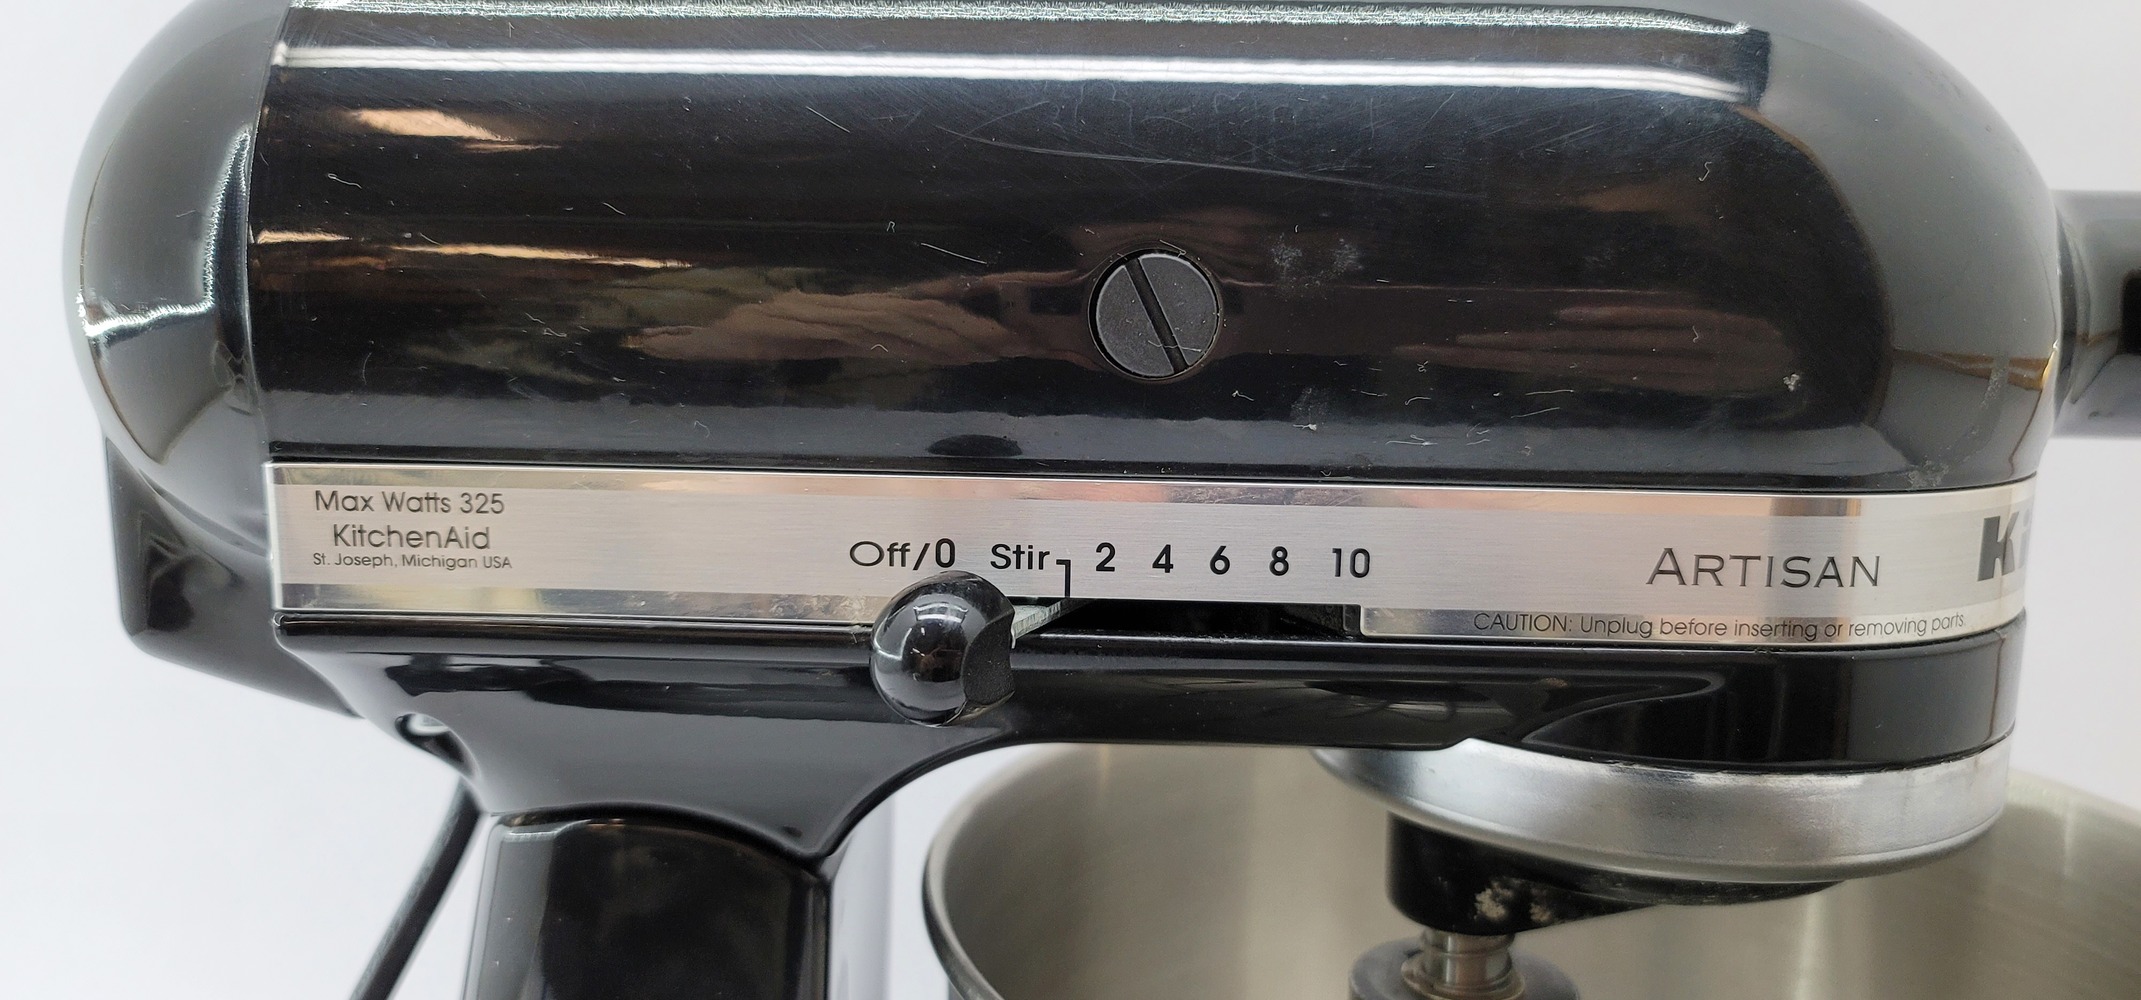 Max Watts 325
KitchenAid
St. Joseph, Michigan USA
Off/0 Stir 2 4 6 8 10
ARTISAN
CAUTION: Unplug before inserting or removing parts